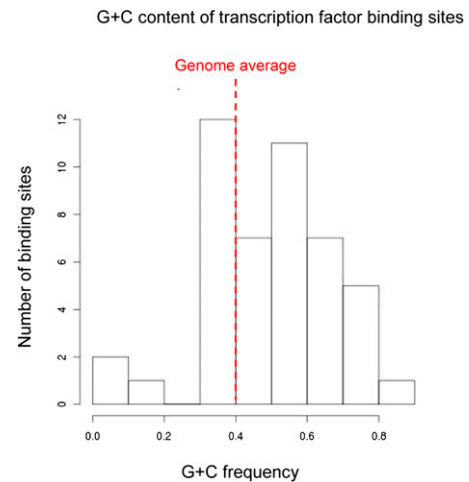 G+C content of transcription factor binding sites
Genome average
Number of binding sites
12
10
8
6
4
2
0
0.0 0.2 0.4 0.6 0.8
G+C frequency